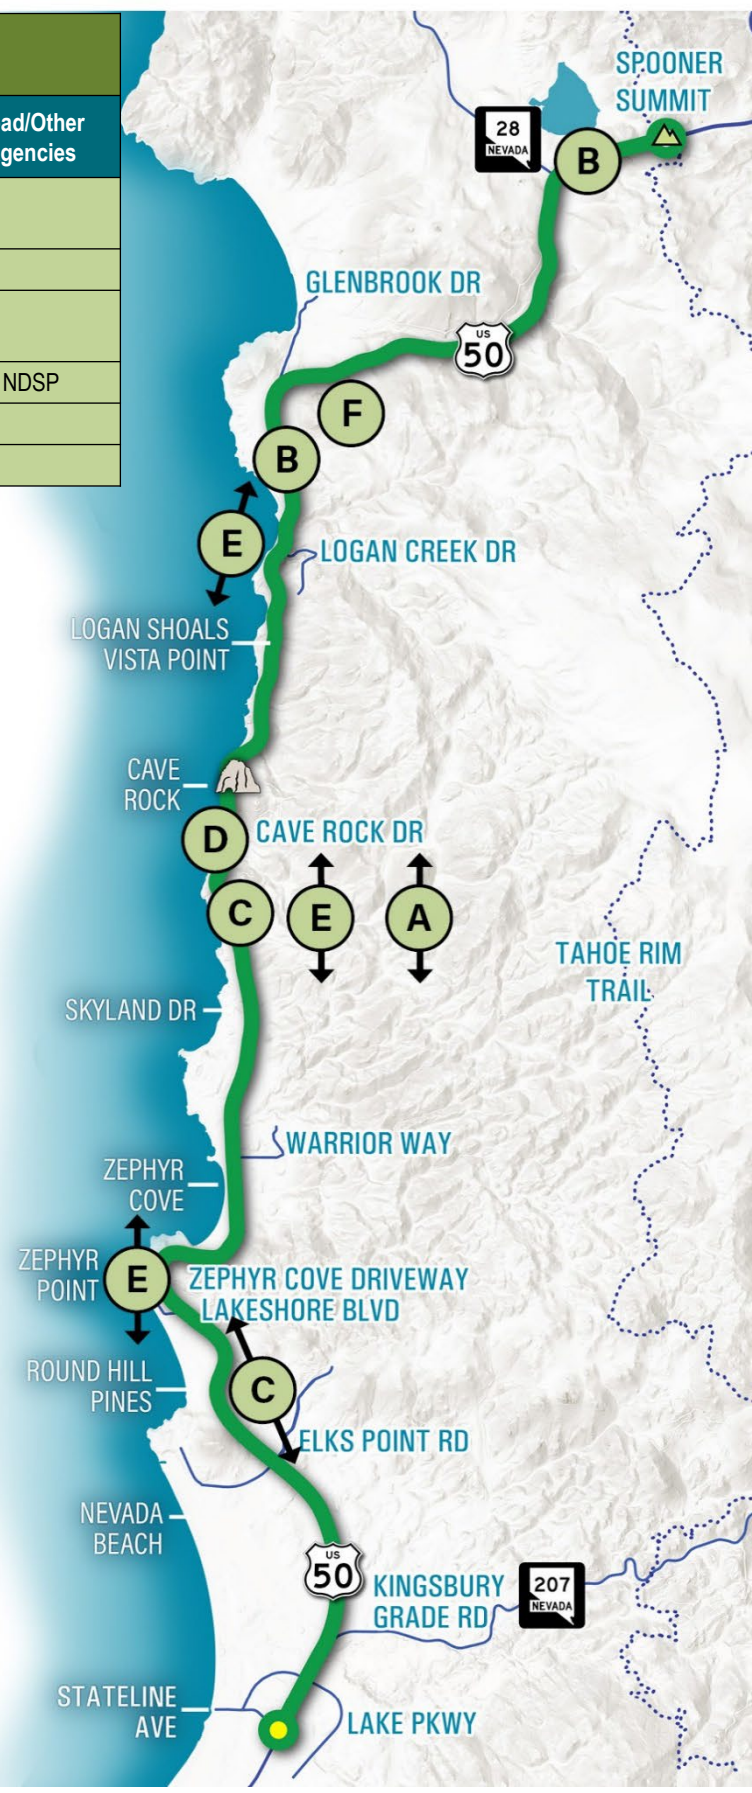 ad/Other
gencies
NDSP
SPOONER
SUMMIT
28
NEVADA
B
GLENBROOK DR
US
50
F
B
E
LOGAN CREEK DR
LOGAN SHOALS
VISTA POINT
CAVE
ROCK
D
CAVE ROCK DR
C
E
A
TAHOE RIM
TRAIL
SKYLAND DR
WARRIOR WAY
ZEPHYR
COVE
ZEPHYR
POINT
E
ZEPHYR COVE DRIVEWAY
LAKESHORE BLVD
ROUND HILL
PINES
C
ELKS POINT RD
NEVADA
BEACH
US
50
KINGSBURY
GRADE RD
207
NEVADA
STATELINE
AVE
LAKE PKWY